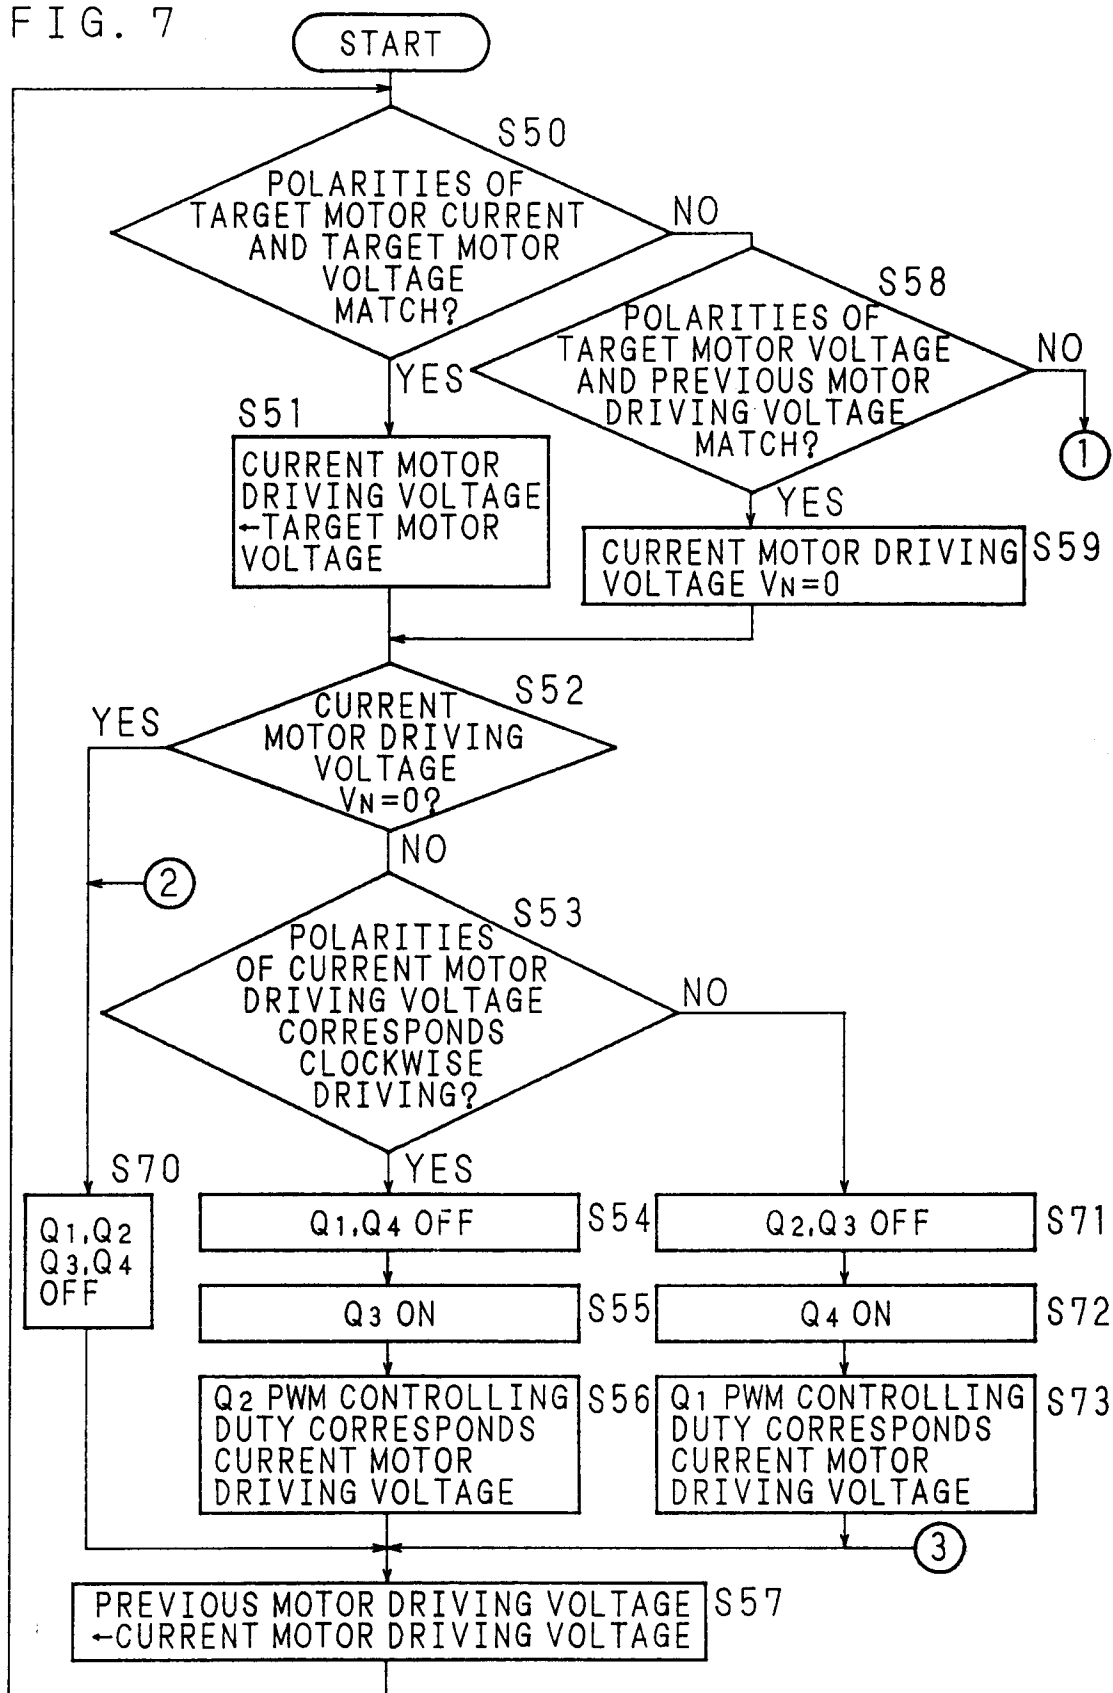 FIG. 7
START
S50
POLARITIES OF
TARGET MOTOR CURRENT
AND TARGET MOTOR
VOLTAGE
MATCH?
NO
YES
S58
POLARITIES OF
TARGET MOTOR VOLTAGE
AND PREVIOUS MOTOR
DRIVING VOLTAGE
MATCH?
NO
1
YES
S51
CURRENT MOTOR
DRIVING VOLTAGE
←TARGET MOTOR
VOLTAGE
CURRENT MOTOR DRIVING
VOLTAGE VN=0
S59
S52
CURRENT
MOTOR DRIVING
VOLTAGE
VN=0?
YES
NO
2
S53
POLARITIES
OF CURRENT MOTOR
DRIVING VOLTAGE
CORRESPONDS
CLOCKWISE
DRIVING?
NO
YES
S70
Q1,Q2
Q3,Q4
OFF
Q1,Q4 OFF
S54
Q2,Q3 OFF
S71
Q3 ON
S55
Q4 ON
S72
Q2 PWM CONTROLLING
DUTY CORRESPONDS
CURRENT MOTOR
DRIVING VOLTAGE
S56
Q1 PWM CONTROLLING
DUTY CORRESPONDS
CURRENT MOTOR
DRIVING VOLTAGE
S73
3
PREVIOUS MOTOR DRIVING VOLTAGE
←CURRENT MOTOR DRIVING VOLTAGE
S57